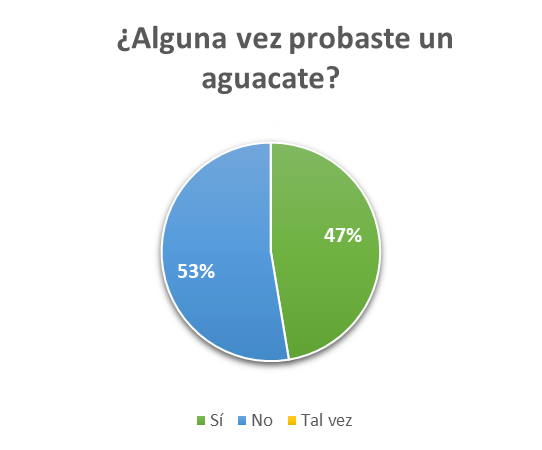 ¿Alguna vez probaste un
aguacate?
47%
53%
Sí No Tal vez